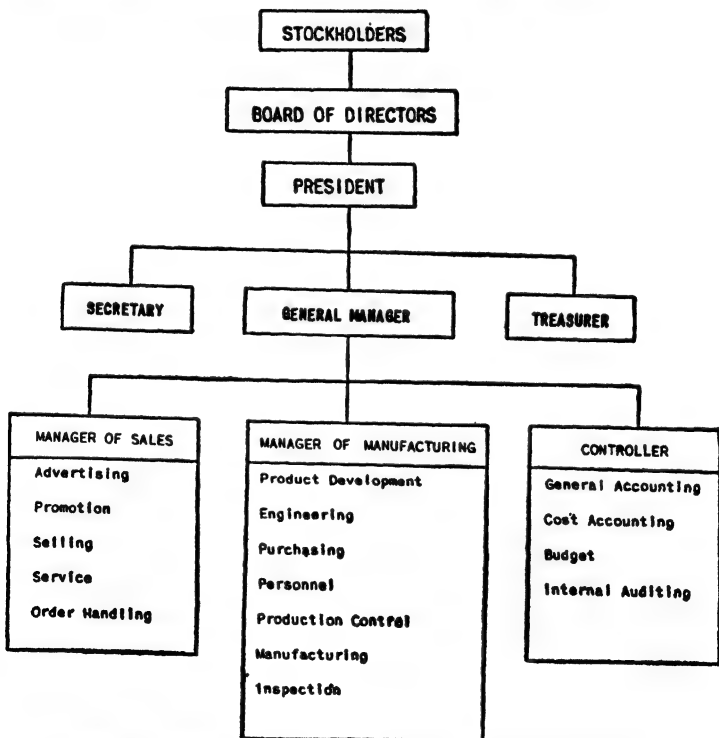 STOCKHOLDERS
BOARD OF DIRECTORS
PRESIDENT
SECRETARY
GENERAL MANAGER
TREASURER
MANAGER OF SALES
Advertising
Promotion
Selling
Service
Order Handling
MANAGER OF MANUFACTURING
Product Development
Engineering
Purchasing
Personnel
Production Control
Manufacturing
Inspection
CONTROLLER
General Accounting
Cost Accounting
Budget
Internal Auditing